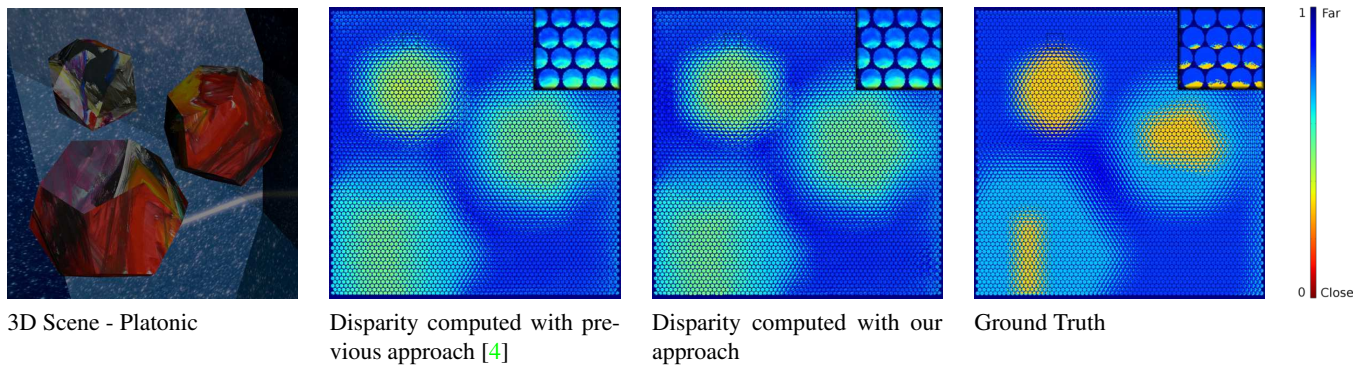 1 Far
0 Close
3D Scene - Platonic
Disparity computed with pre-
vious approach [4]
Disparity computed with our
approach
Ground Truth